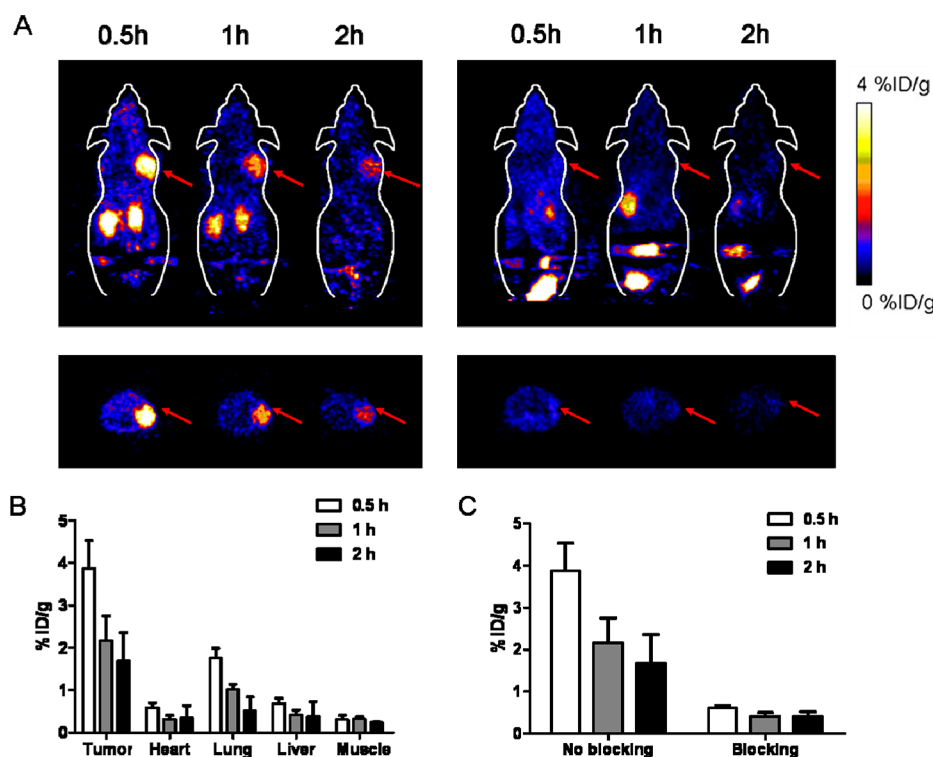 A
0.5h 1h 2h
0.5h 1h 2h
4 %ID/g
0 %ID/g
B
0.5 h
1 h
2 h
% ID/g
5
4
3
2
1
0
Tumor Heart Lung Liver Muscle
C
0.5 h
1 h
2 h
% ID/g
5
4
3
2
1
0
No blocking Blocking